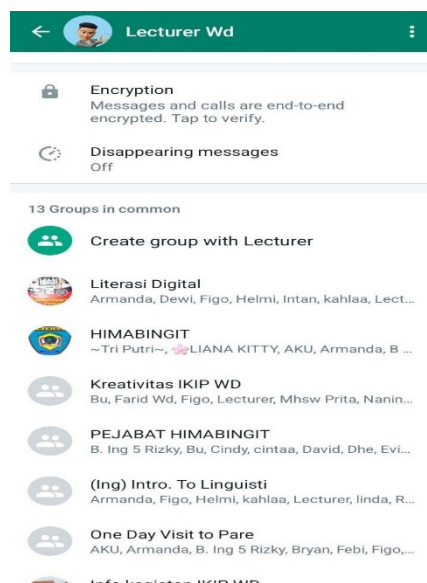 Lecturer Wd
Encryption
Messages and calls are end-to-end
encrypted. Tap to verify.
Disappearing messages
Off
13 Groups in common
Create group with Lecturer
Literasi Digital
Armanda, Dewi, Figo, Helmi, Intan, kahlaa, Lect...
HIMABINGIT
~Tri Putri~, 🌸LIANA KITTY, AKU, Armanda, B ...
Kreativitas IKIP WD
Bu, Farid Wd, Figo, Lecturer, Mhsw Prita, Nanin...
PEJABAT HIMABINGIT
B. Ing 5 Rizky, Bu, Cindy, cintaa, David, Dhe, Evi...
(Ing) Intro. To Linguisti
Armanda, Figo, Helmi, kahlaa, Lecturer, linda, R...
One Day Visit to Pare
AKU, Armanda, B. Ing 5 Rizky, Bryan, Febi, Figo,...
Info kegiatan IKIP WD